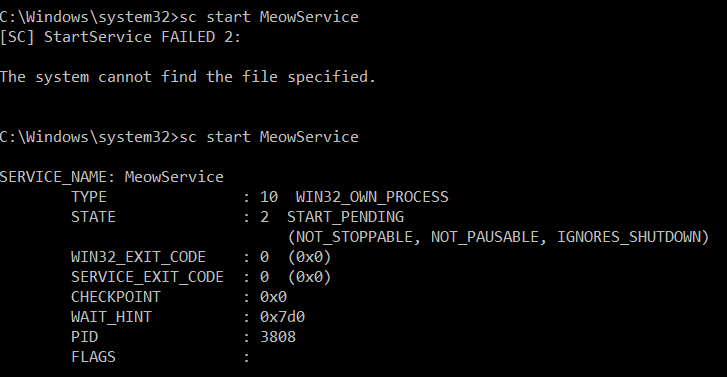 C:\Windows\system32>sc start MeowService
[SC] StartService FAILED 2:
The system cannot find the file specified.
C:\Windows\system32>sc start MeowService
SERVICE_NAME: MeowService
TYPE : 10 WIN32_OWN_PROCESS
STATE : 2 START_PENDING
(NOT_STOPPABLE, NOT_PAUSABLE, IGNORES_SHUTDOWN)
WIN32_EXIT_CODE : 0 (0x0)
SERVICE_EXIT_CODE : 0 (0x0)
CHECKPOINT : 0x0
WAIT_HINT : 0x7d0
PID : 3808
FLAGS :